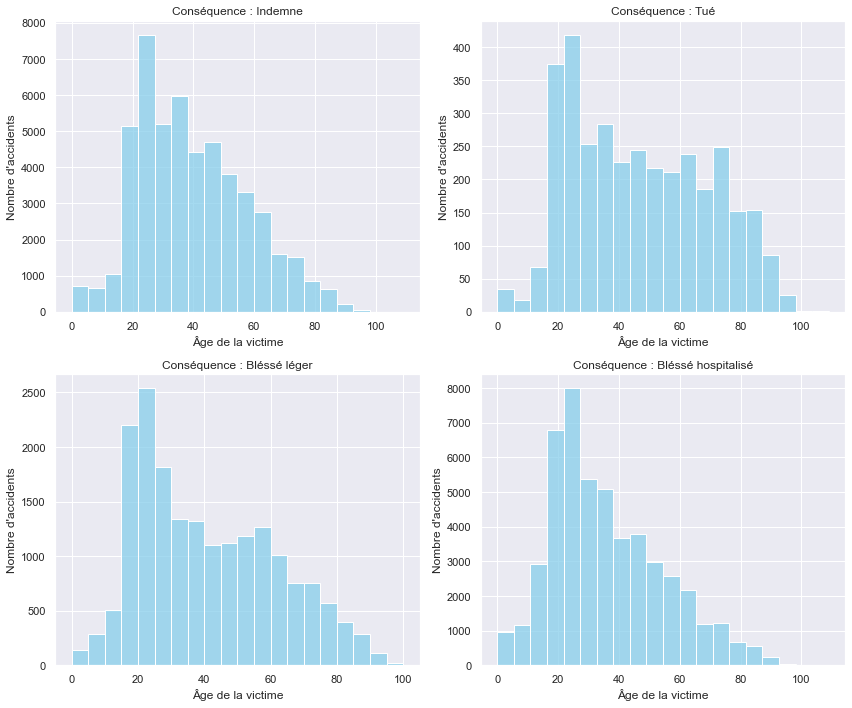 Conséquence : Indemne
8000
7000
6000
5000
4000
3000
2000
1000
0
Nombre d'accidents
0 20 40 60 80 100
Âge de la victime
Conséquence : Tué
400
350
300
250
200
150
100
50
0
Nombre d'accidents
0 20 40 60 80 100
Âge de la victime
Conséquence : Bléssé léger
2500
2000
1500
1000
500
0
Nombre d'accidents
0 20 40 60 80 100
Âge de la victime
Conséquence : Bléssé hospitalisé
8000
7000
6000
5000
4000
3000
2000
1000
0
Nombre d'accidents
0 20 40 60 80 100
Âge de la victime